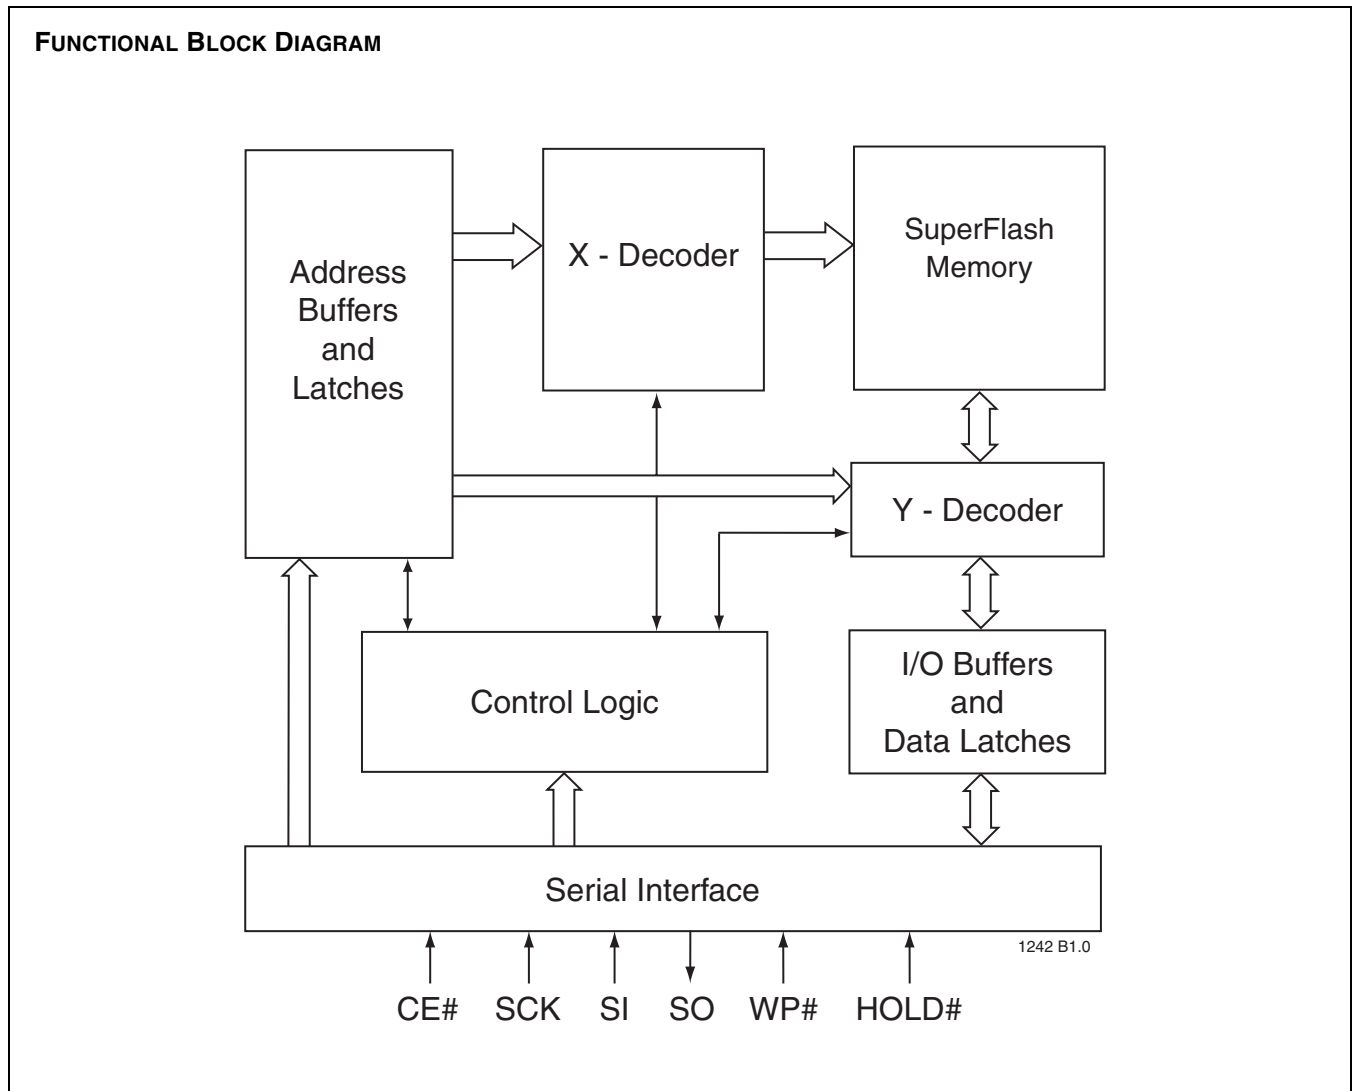 FUNCTIONAL BLOCK DIAGRAM
Address
Buffers
and
Latches
X - Decoder
SuperFlash
Memory
Y - Decoder
Control Logic
I/O Buffers
and
Data Latches
Serial Interface
1242 B1.0
CE# SCK SI SO WP# HOLD#